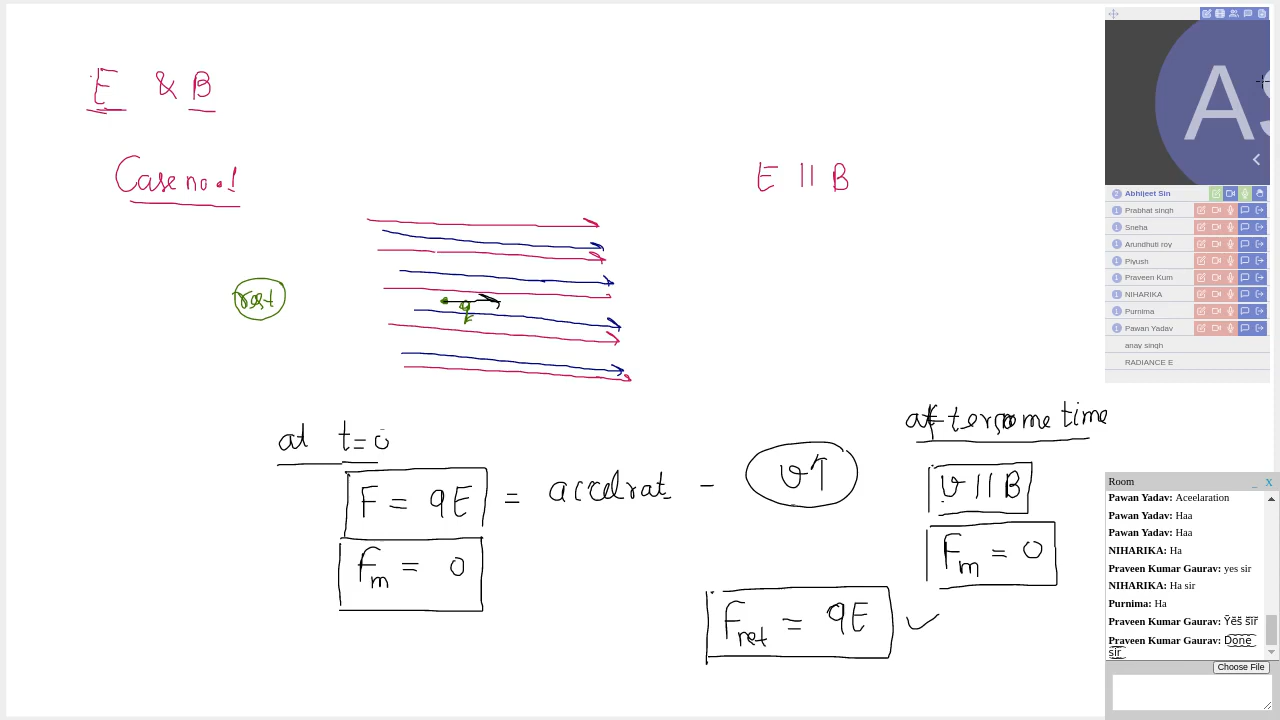 E & B
Case no. 1
E || B
rest
q
at t=0
F = qE = accelrat - v↑
Fm = 0
after some time
v || B
Fm = 0
Fnet = qE ✓
AS
Abhijeet Sin
Prabhat singh
Sneha
Arundhuti roy
Piyush
Praveen Kum
NIHARIKA
Purnima
Pawan Yadav
anay singh
RADIANCE E
Room _ X
Pawan Yadav: Aceelaration
Pawan Yadav: Haa
Pawan Yadav: Haa
NIHARIKA: Ha
Praveen Kumar Gaurav: yes sir
NIHARIKA: Ha sir
Purnima: Ha
Praveen Kumar Gaurav: Yes sir
Praveen Kumar Gaurav: Done
sir
Choose File